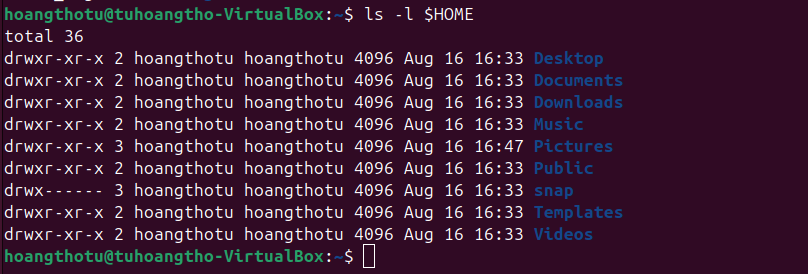 hoangthotu@tuhoangtho-VirtualBox:~$ ls -l $HOME
total 36
drwxr-xr-x 2 hoangthotu hoangthotu 4096 Aug 16 16:33 Desktop
drwxr-xr-x 2 hoangthotu hoangthotu 4096 Aug 16 16:33 Documents
drwxr-xr-x 2 hoangthotu hoangthotu 4096 Aug 16 16:33 Downloads
drwxr-xr-x 2 hoangthotu hoangthotu 4096 Aug 16 16:33 Music
drwxr-xr-x 3 hoangthotu hoangthotu 4096 Aug 16 16:47 Pictures
drwxr-xr-x 2 hoangthotu hoangthotu 4096 Aug 16 16:33 Public
drwx------ 3 hoangthotu hoangthotu 4096 Aug 16 16:33 snap
drwxr-xr-x 2 hoangthotu hoangthotu 4096 Aug 16 16:33 Templates
drwxr-xr-x 2 hoangthotu hoangthotu 4096 Aug 16 16:33 Videos
hoangthotu@tuhoangtho-VirtualBox:~$